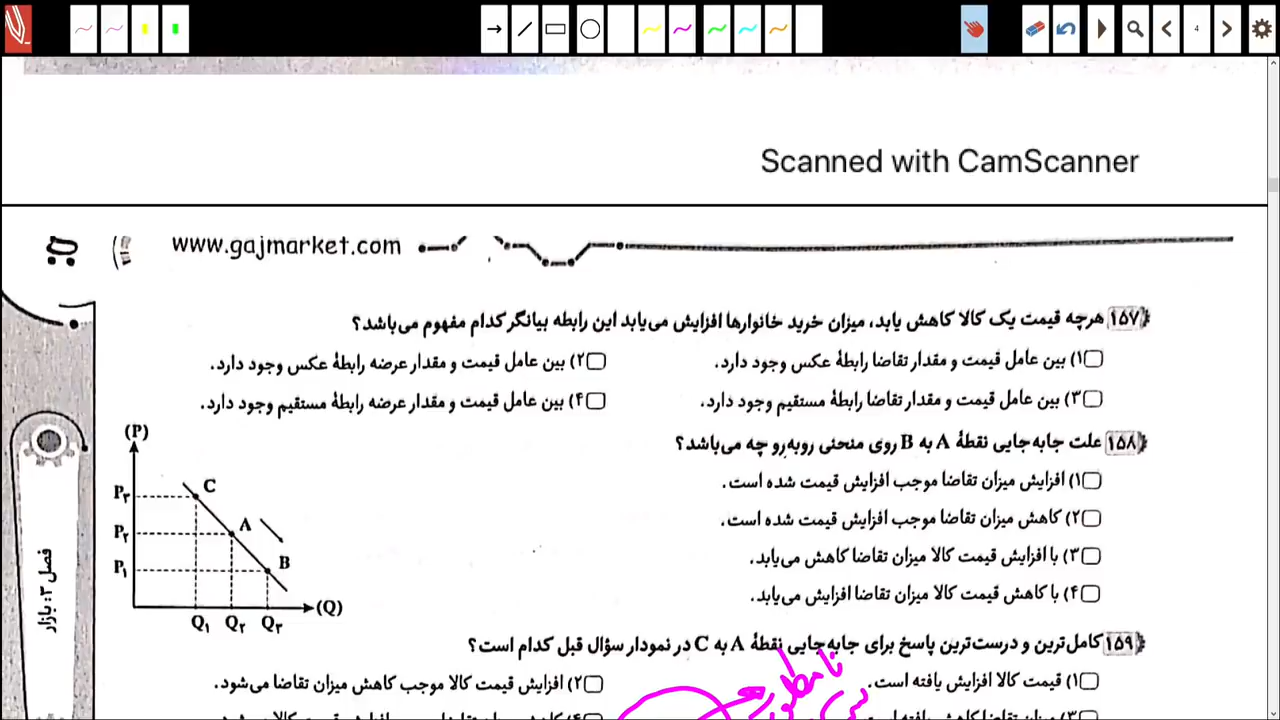 4
Scanned with CamScanner
www.gajmarket.com
۱۵۷ هرچه قیمت یک کالا کاهش یابد، میزان خرید خانوارها افزایش می‌یابد این رابطه بیانگر کدام مفهوم می‌باشد؟
۱) بین عامل قیمت و مقدار تقاضا رابطهٔ عکس وجود دارد.
۲) بین عامل قیمت و مقدار عرضه رابطهٔ عکس وجود دارد.
۳) بین عامل قیمت و مقدار تقاضا رابطهٔ مستقیم وجود دارد.
۴) بین عامل قیمت و مقدار عرضه رابطهٔ مستقیم وجود دارد.
۱۵۸ علت جابه‌جایی نقطهٔ A به B روی منحنی روبه‌رو چه می‌باشد؟
۱) افزایش میزان تقاضا موجب افزایش قیمت شده است.
۲) کاهش میزان تقاضا موجب افزایش قیمت شده است.
۳) با افزایش قیمت کالا میزان تقاضا کاهش می‌یابد.
۴) با کاهش قیمت کالا میزان تقاضا افزایش می‌یابد.
(P)
P۳ C
P۲ A
P۱ B
(Q)
Q۱ Q۲ Q۳
فصل ۳: بازار
۱۵۹ کامل‌ترین و درست‌ترین پاسخ برای جابه‌جایی نقطهٔ A به C در نمودار سؤال قبل کدام است؟
۱) قیمت کالا افزایش یافته است.
۲) افزایش قیمت کالا موجب کاهش میزان تقاضا می‌شود.